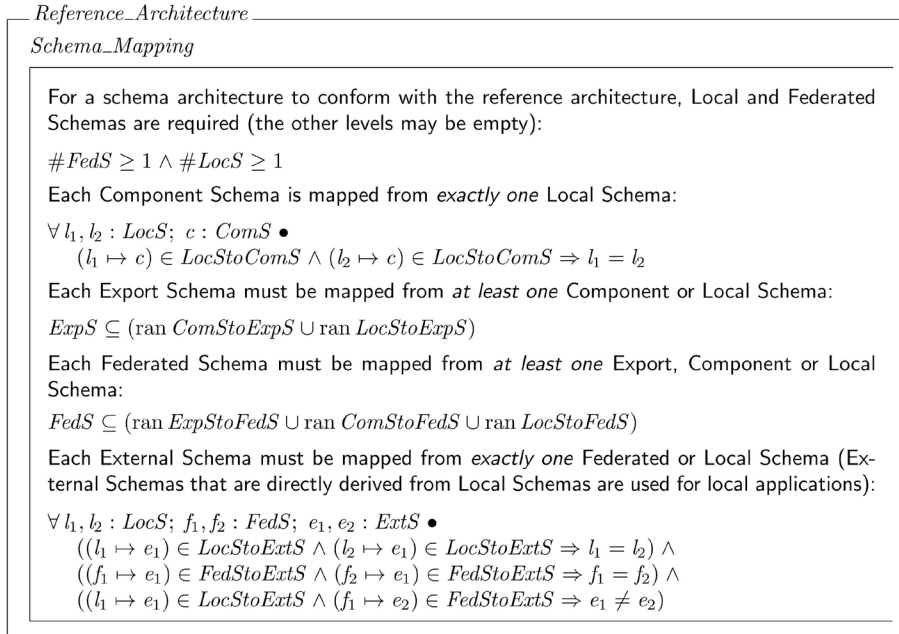 Reference_Architecture
Schema_Mapping
For a schema architecture to conform with the reference architecture, Local and Federated
Schemas are required (the other levels may be empty):
#FedS ≥ 1 ∧ #LocS ≥ 1
Each Component Schema is mapped from exactly one Local Schema:
∀ l₁, l₂ : LocS; c : ComS •
(l₁ ↦ c) ∈ LocStoComS ∧ (l₂ ↦ c) ∈ LocStoComS ⇒ l₁ = l₂
Each Export Schema must be mapped from at least one Component or Local Schema:
ExpS ⊆ (ran ComStoExpS ∪ ran LocStoExpS)
Each Federated Schema must be mapped from at least one Export, Component or Local
Schema:
FedS ⊆ (ran ExpStoFedS ∪ ran ComStoFedS ∪ ran LocStoFedS)
Each External Schema must be mapped from exactly one Federated or Local Schema (Ex-
ternal Schemas that are directly derived from Local Schemas are used for local applications):
∀ l₁, l₂ : LocS; f₁, f₂ : FedS; e₁, e₂ : ExtS •
((l₁ ↦ e₁) ∈ LocStoExtS ∧ (l₂ ↦ e₁) ∈ LocStoExtS ⇒ l₁ = l₂) ∧
((f₁ ↦ e₁) ∈ FedStoExtS ∧ (f₂ ↦ e₁) ∈ FedStoExtS ⇒ f₁ = f₂) ∧
((l₁ ↦ e₁) ∈ LocStoExtS ∧ (f₁ ↦ e₂) ∈ FedStoExtS ⇒ e₁ ≠ e₂)